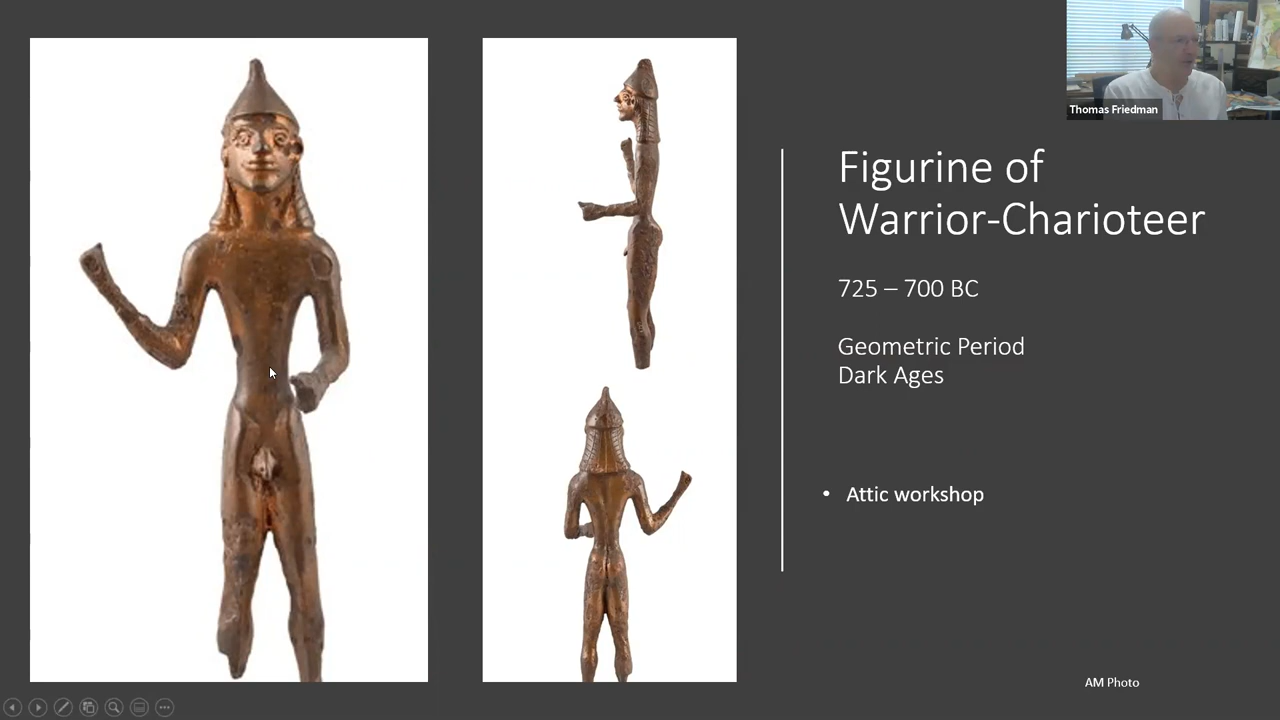 Thomas Friedman
Figurine of
Warrior-Charioteer
725 – 700 BC
Geometric Period
Dark Ages
• Attic workshop
AM Photo